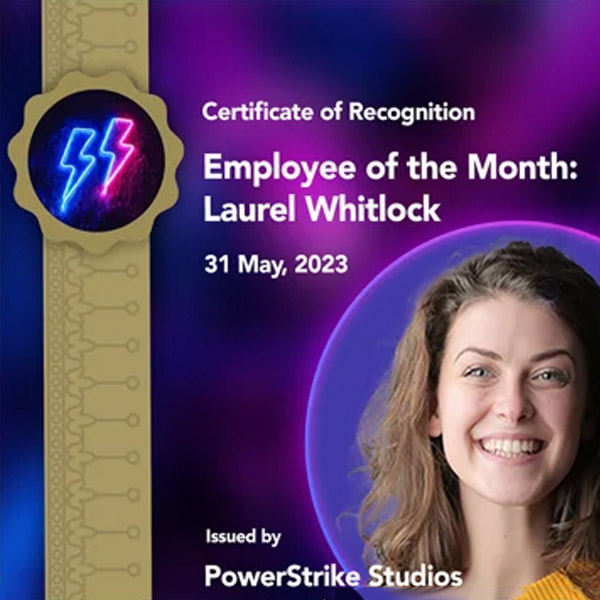 Certificate of Recognition
Employee of the Month:
Laurel Whitlock
31 May, 2023
Issued by
PowerStrike Studios